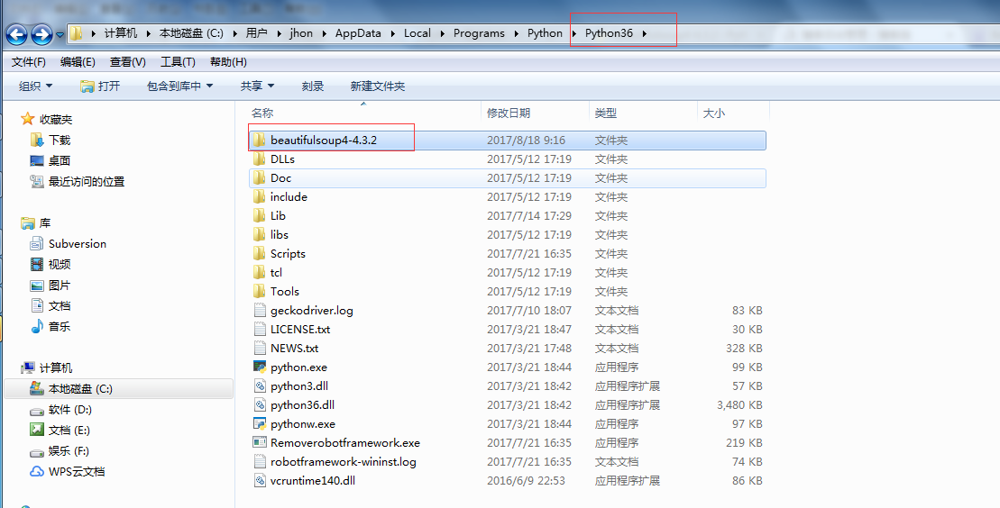 计算机 本地磁盘 (C:) 用户 jhon AppData Local Programs Python Python36
文件(F) 编辑(E) 查看(V) 工具(T) 帮助(H)
组织 打开 包含到库中 共享 刻录 新建文件夹
收藏夹
下载
桌面
最近访问的位置
库
Subversion
视频
图片
文档
音乐
计算机
本地磁盘 (C:)
软件 (D:)
文档 (E:)
娱乐 (F:)
WPS云文档
名称 修改日期 类型 大小
beautifulsoup4-4.3.2 2017/8/18 9:16 文件夹
DLLs 2017/5/12 17:19 文件夹
Doc 2017/5/12 17:19 文件夹
include 2017/5/12 17:19 文件夹
Lib 2017/7/14 17:29 文件夹
libs 2017/5/12 17:19 文件夹
Scripts 2017/7/21 16:35 文件夹
tcl 2017/5/12 17:19 文件夹
Tools 2017/5/12 17:19 文件夹
geckodriver.log 2017/7/10 18:07 文本文档 83 KB
LICENSE.txt 2017/3/21 18:47 文本文档 30 KB
NEWS.txt 2017/3/21 17:48 文本文档 328 KB
python.exe 2017/3/21 18:44 应用程序 99 KB
python3.dll 2017/3/21 18:42 应用程序扩展 57 KB
python36.dll 2017/3/21 18:42 应用程序扩展 3,480 KB
pythonw.exe 2017/3/21 18:44 应用程序 97 KB
Removerobotframework.exe 2017/7/21 16:35 应用程序 219 KB
robotframework-wininst.log 2017/7/21 16:35 文本文档 74 KB
vcruntime140.dll 2016/6/9 22:53 应用程序扩展 86 KB